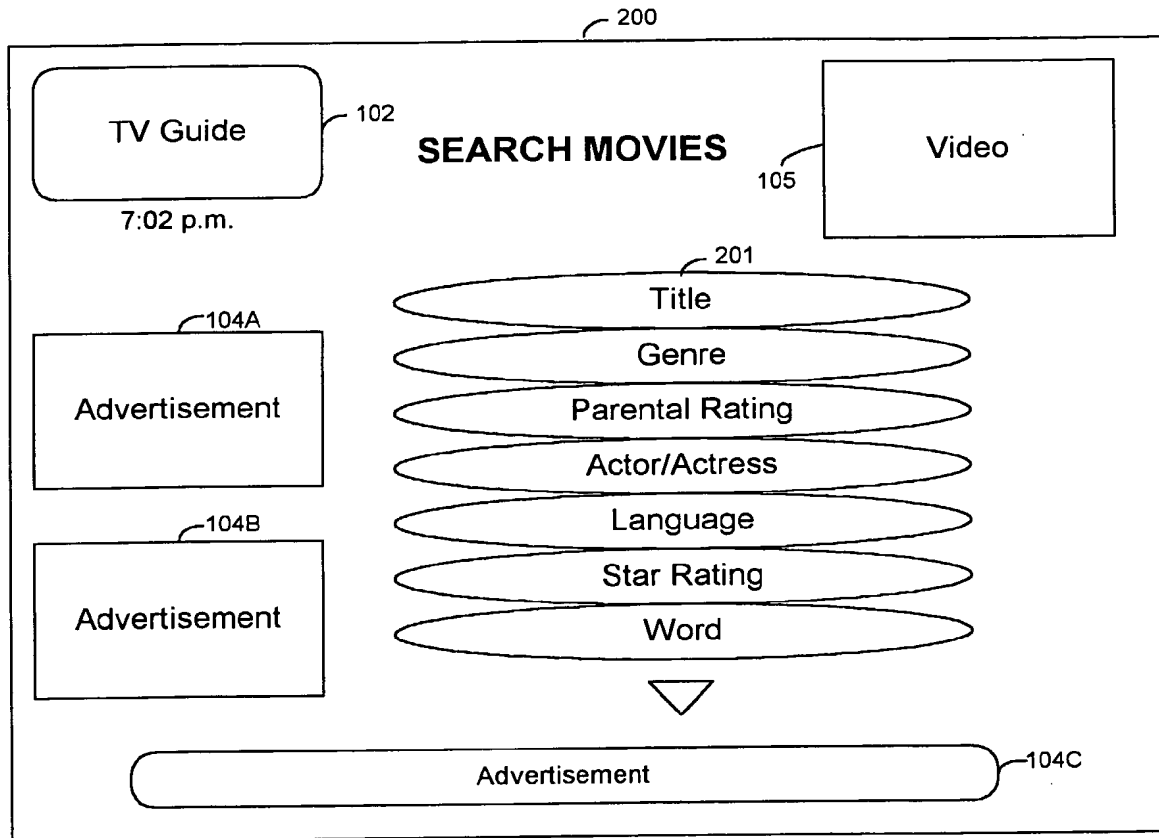 200
TV Guide
102
SEARCH MOVIES
Video
105
7:02 p.m.
201
Title
104A
Genre
Advertisement
Parental Rating
Actor/Actress
104B
Language
Advertisement
Star Rating
Word
Advertisement
104C